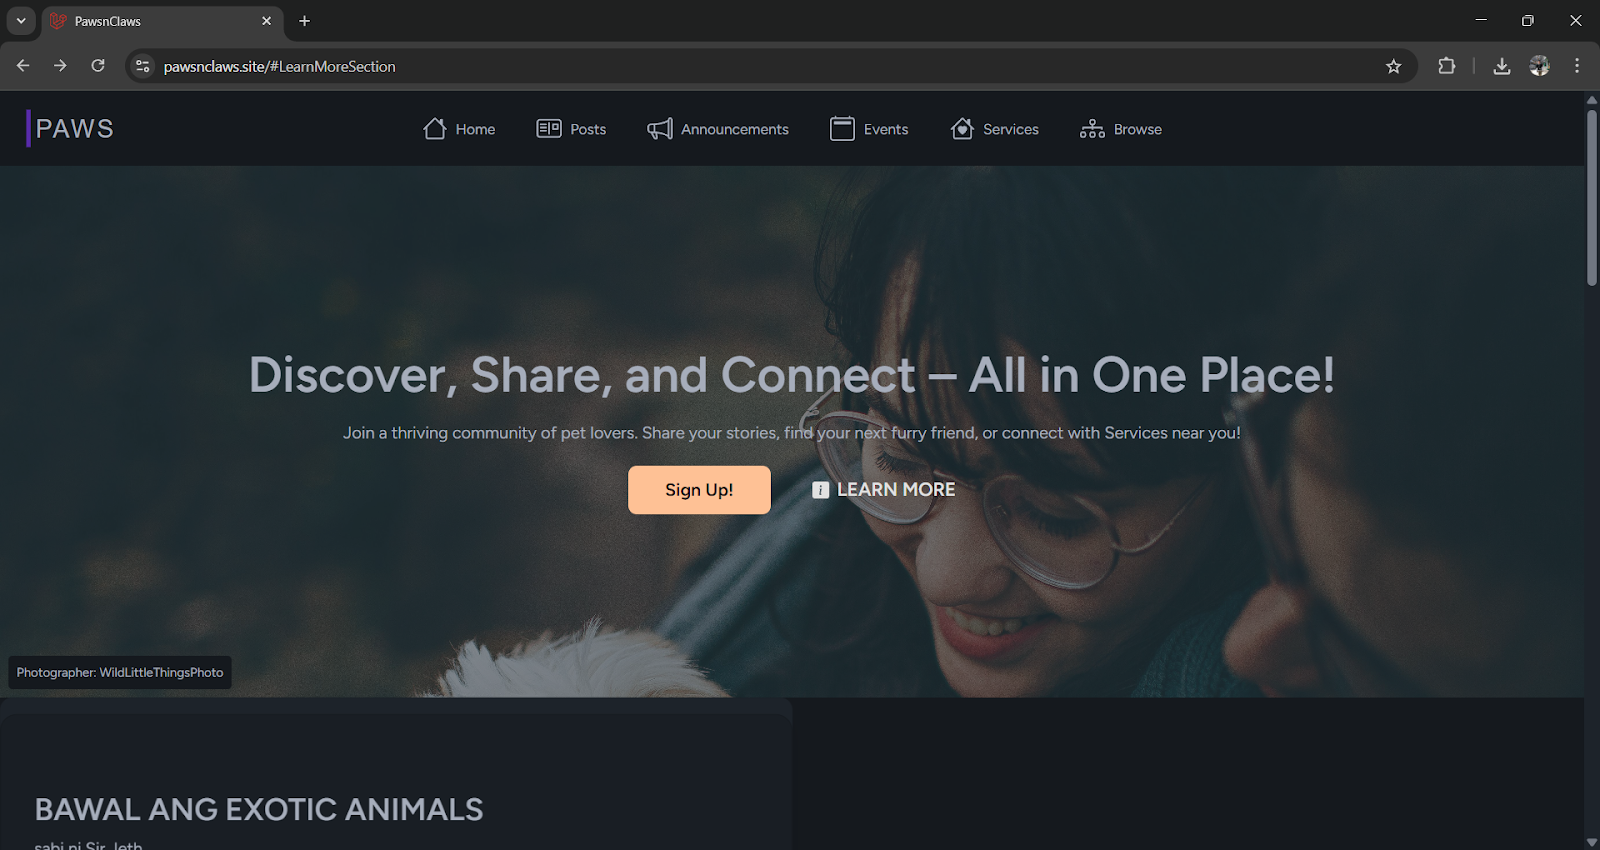 PawsnClaws
pawsnclaws.site/#LearnMoreSection
PAWS
Home
Posts
Announcements
Events
Services
Browse
Discover, Share, and Connect – All in One Place!
Join a thriving community of pet lovers. Share your stories, find your next furry friend, or connect with Services near you!
Sign Up!
i LEARN MORE
Photographer: WildLittleThingsPhoto
BAWAL ANG EXOTIC ANIMALS
sabi ni Sir Jeth